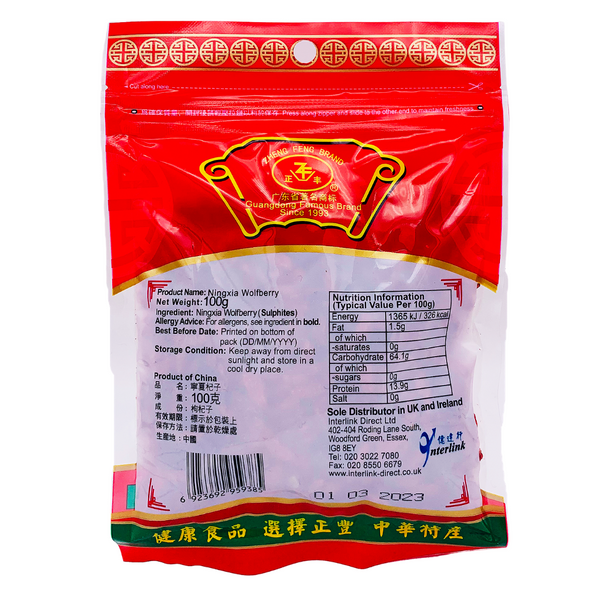 Cut along here
Press along zipper and slide to the other end to maintain freshness.
ZHENG FENG BRAND
ZF
正丰
®
广东省著名商标
Guangdong Famous Brand
Since 1993
Product Name: Ningxia Wolfberry
Net Weight: 100g
Ingredient: Ningxia Wolfberry(Sulphites)
Allergy Advice: For allergens, see ingredient in bold.
Best Before Date: Printed on bottom of
pack (DD/MM/YYYY)
Storage Condition: Keep away from direct
sunlight and store in a
cool dry place.
Product of China
品 名: 寧夏杞子
淨 重: 100克
成 份: 枸杞子
有效期限: 標示於包裝上
保存方法: 請置於乾燥處
生產地: 中國
6 923692 959385
Nutrition Information
(Typical Value Per 100g)
Energy 1365 kJ / 326 kcal
Fat 1.5g
of which
-saturates 0g
Carbohydrate 64.1g
of which
-sugars 0g
Protein 13.9g
Salt 0g
Sole Distributor in UK and Ireland
Interlink Direct Ltd
402-404 Roding Lane South,
Woodford Green, Essex,
IG8 8EY
Tel: 020 3022 7080
Fax: 020 8550 6679
www.interlink-direct.co.uk
億達行
Interlink
01 03 2023
健康食品 選擇正豐 中華特產